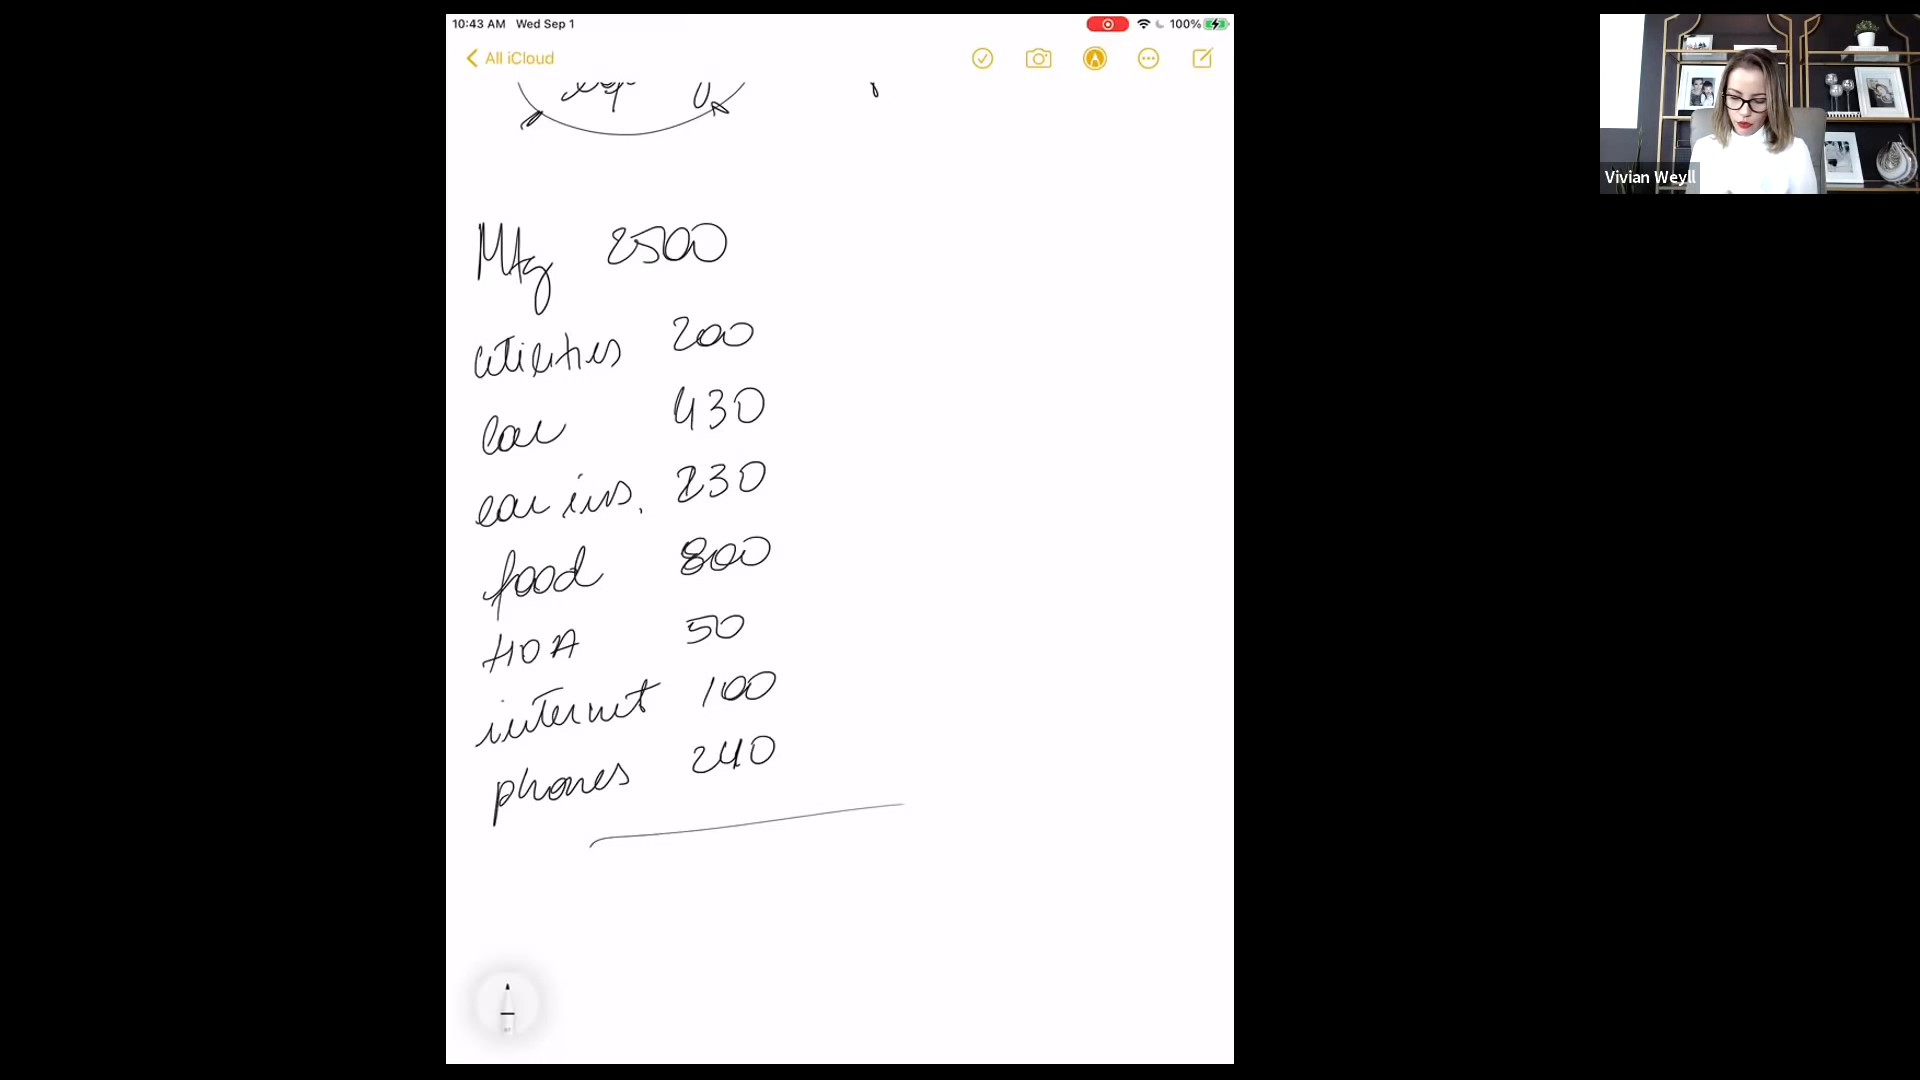 10:43 AM Wed Sep 1
100%
All iCloud
Vivian Weyll
Mtg 2500
utilities 200
car 430
car ins. 230
food 800
HOA 50
internet 100
phones 240